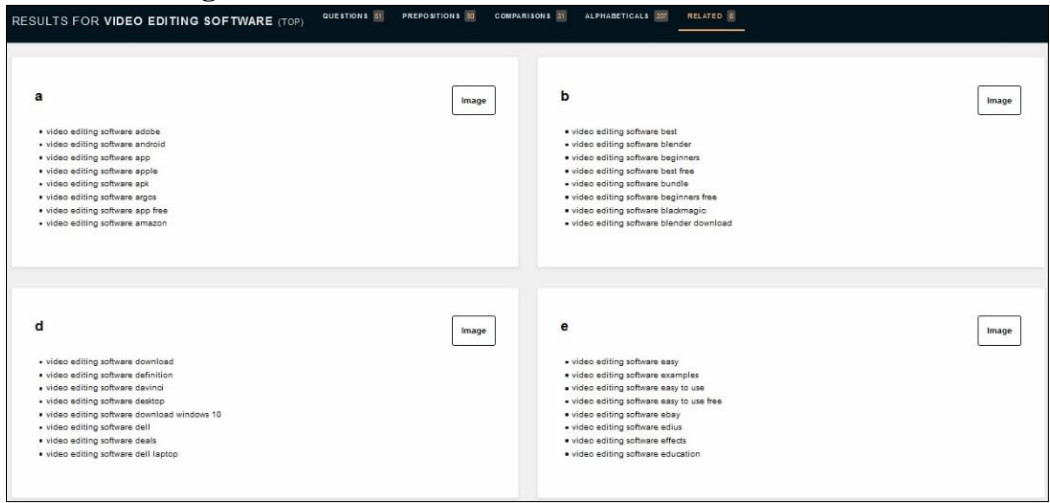 RESULTS FOR VIDEO EDITING SOFTWARE (TOP) QUESTIONS 51 PREPOSITIONS 50 COMPARISONS 31 ALPHABETICALS 207 RELATED
a
Image
• video editing software adobe
• video editing software android
• video editing software app
• video editing software apple
• video editing software apk
• video editing software argos
• video editing software app free
• video editing software amazon
b
Image
• video editing software best
• video editing software blender
• video editing software beginners
• video editing software best free
• video editing software bundle
• video editing software beginners free
• video editing software blackmagic
• video editing software blender download
d
Image
• video editing software download
• video editing software definition
• video editing software davinci
• video editing software desktop
• video editing software download windows 10
• video editing software dell
• video editing software deals
• video editing software dell laptop
e
Image
• video editing software easy
• video editing software examples
• video editing software easy to use
• video editing software easy to use free
• video editing software ebay
• video editing software edius
• video editing software effects
• video editing software education